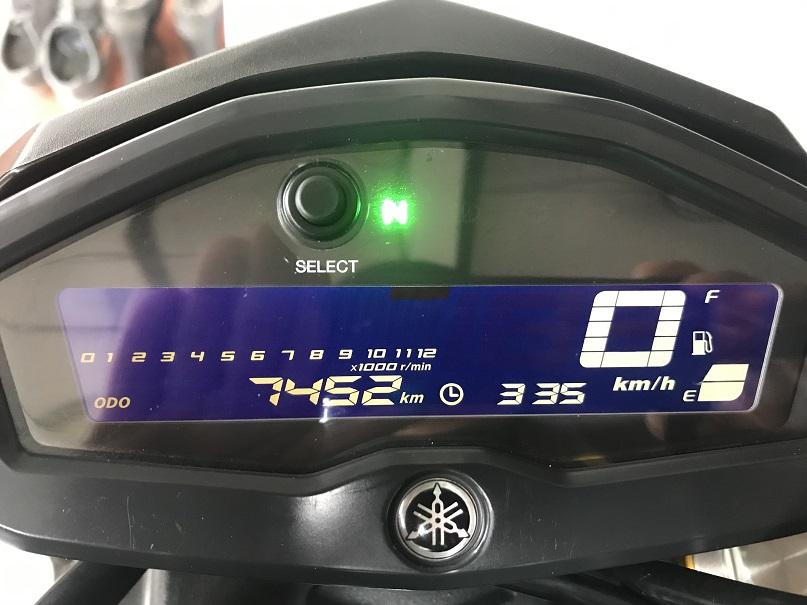 N
SELECT
0 F
0 1 2 3 4 5 6 7 8 9 10 11 12
x1000 r/min
ODO 7452 km 3 35 km/h E